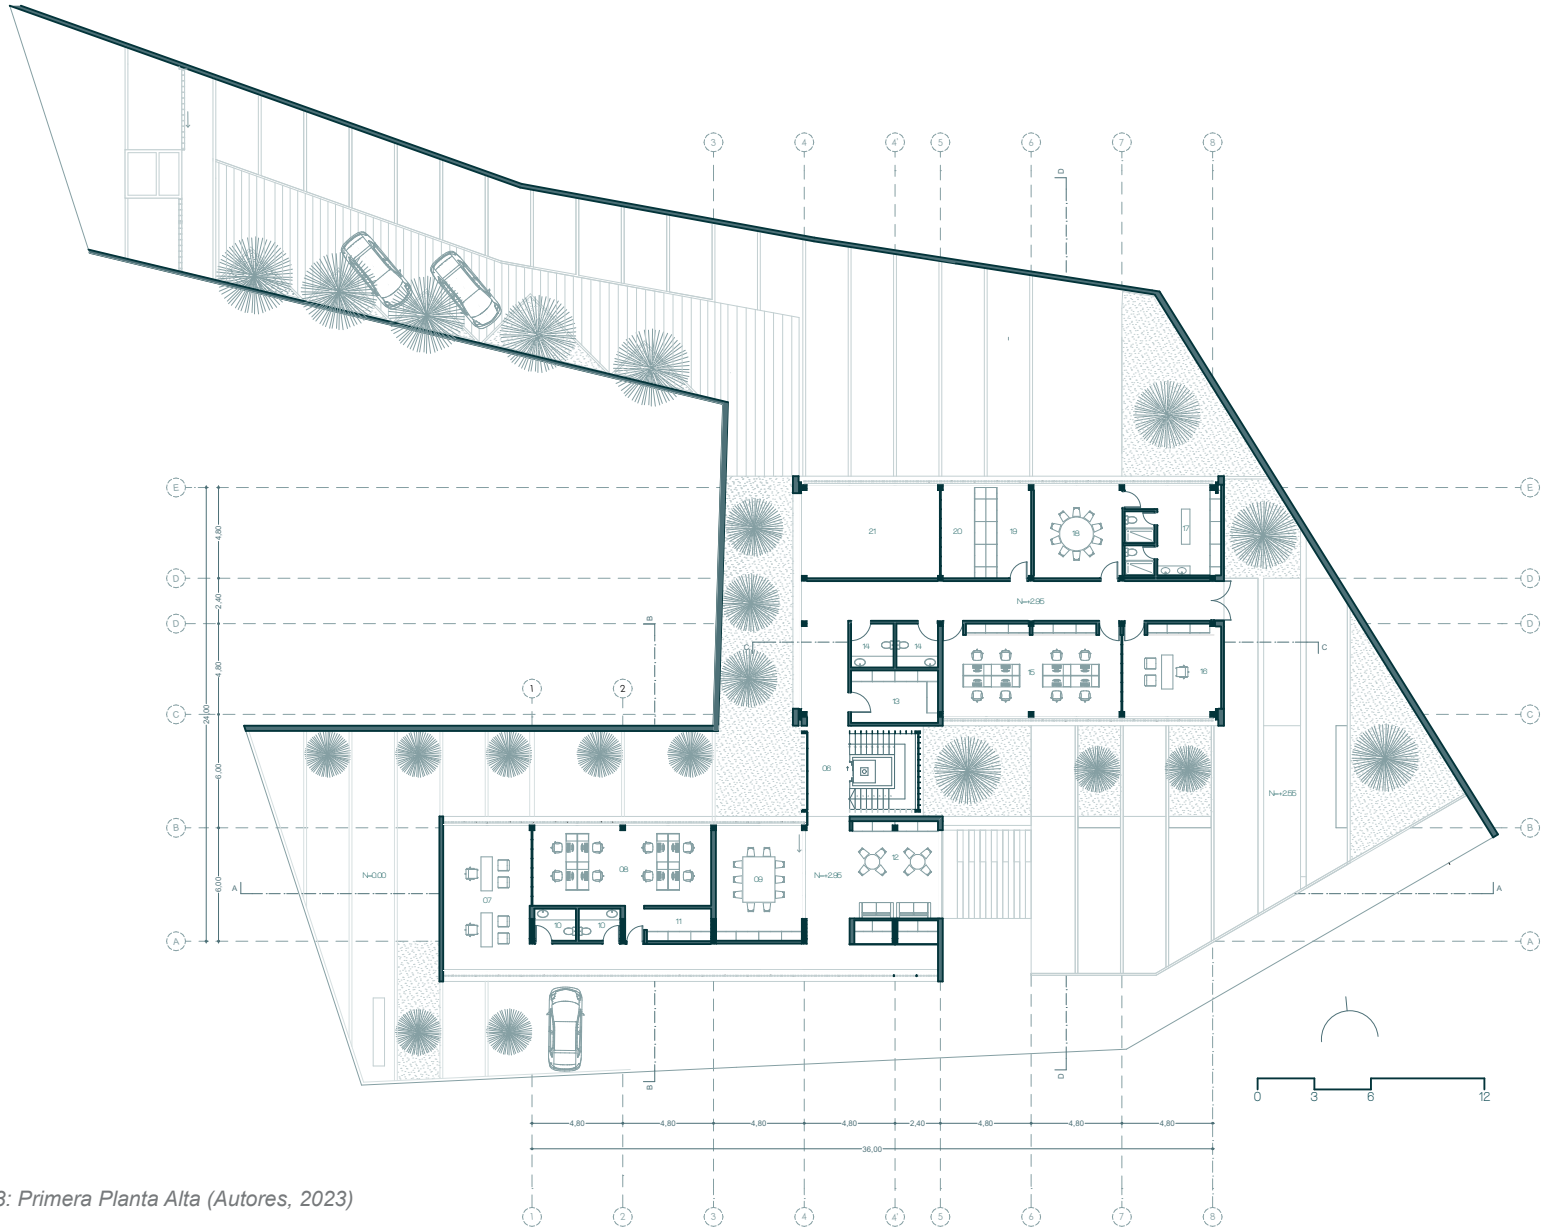 3 4 4' 5 6 7 8
D
E E
4,80
21 20 19 18 17
D D
2,40
N=+2.95
D D
B
14 14
C C
4,80
15 16
1 2
13
C C
24,00
6,00
06
N=+2.55
B B
12
08
09
N=0.00
N=+2.95
A A
07
6,00
10 10 11
A A
B D
0 3 6 12
4,80 4,80 4,80 4,80 2,40 4,80 4,80 4,80
36,00
3: Primera Planta Alta (Autores, 2023)
1 2 3 4 4' 5 6 7 8